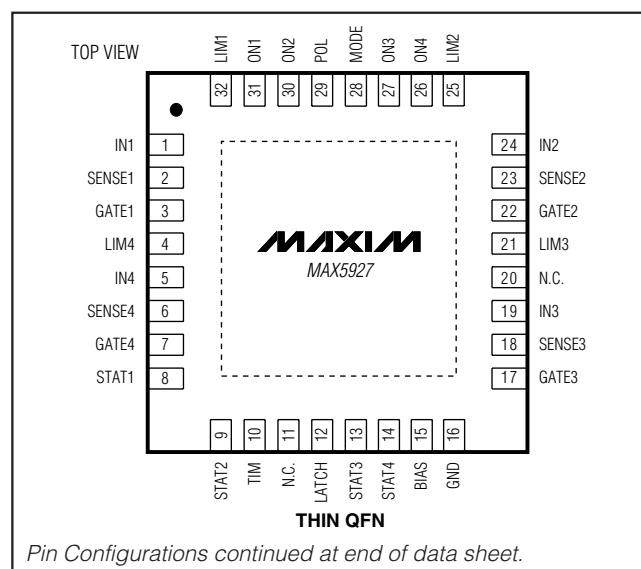 TOP VIEW
LIM1
ON1
ON2
POL
MODE
ON3
ON4
LIM2
32
31
30
29
28
27
26
25
IN1 1
SENSE1 2
GATE1 3
LIM4 4
IN4 5
SENSE4 6
GATE4 7
STAT1 8
MAXIM
MAX5927
24 IN2
23 SENSE2
22 GATE2
21 LIM3
20 N.C.
19 IN3
18 SENSE3
17 GATE3
9
10
11
12
13
14
15
16
STAT2
TIM
N.C.
LATCH
STAT3
STAT4
BIAS
GND
THIN QFN
Pin Configurations continued at end of data sheet.